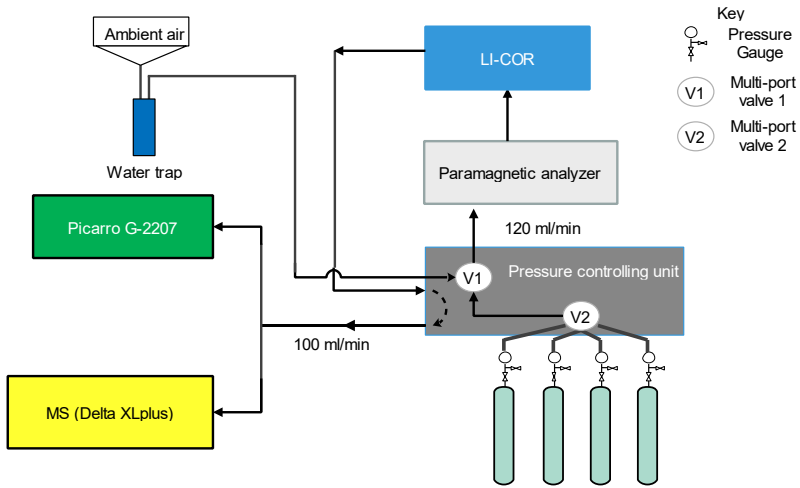 Key
Ambient air
Pressure
Gauge
LI-COR
V1
Multi-port
valve 1
V2
Multi-port
valve 2
Water trap
Paramagnetic analyzer
Picarro G-2207
120 ml/min
Pressure controlling unit
V1
V2
100 ml/min
MS (Delta XLplus)